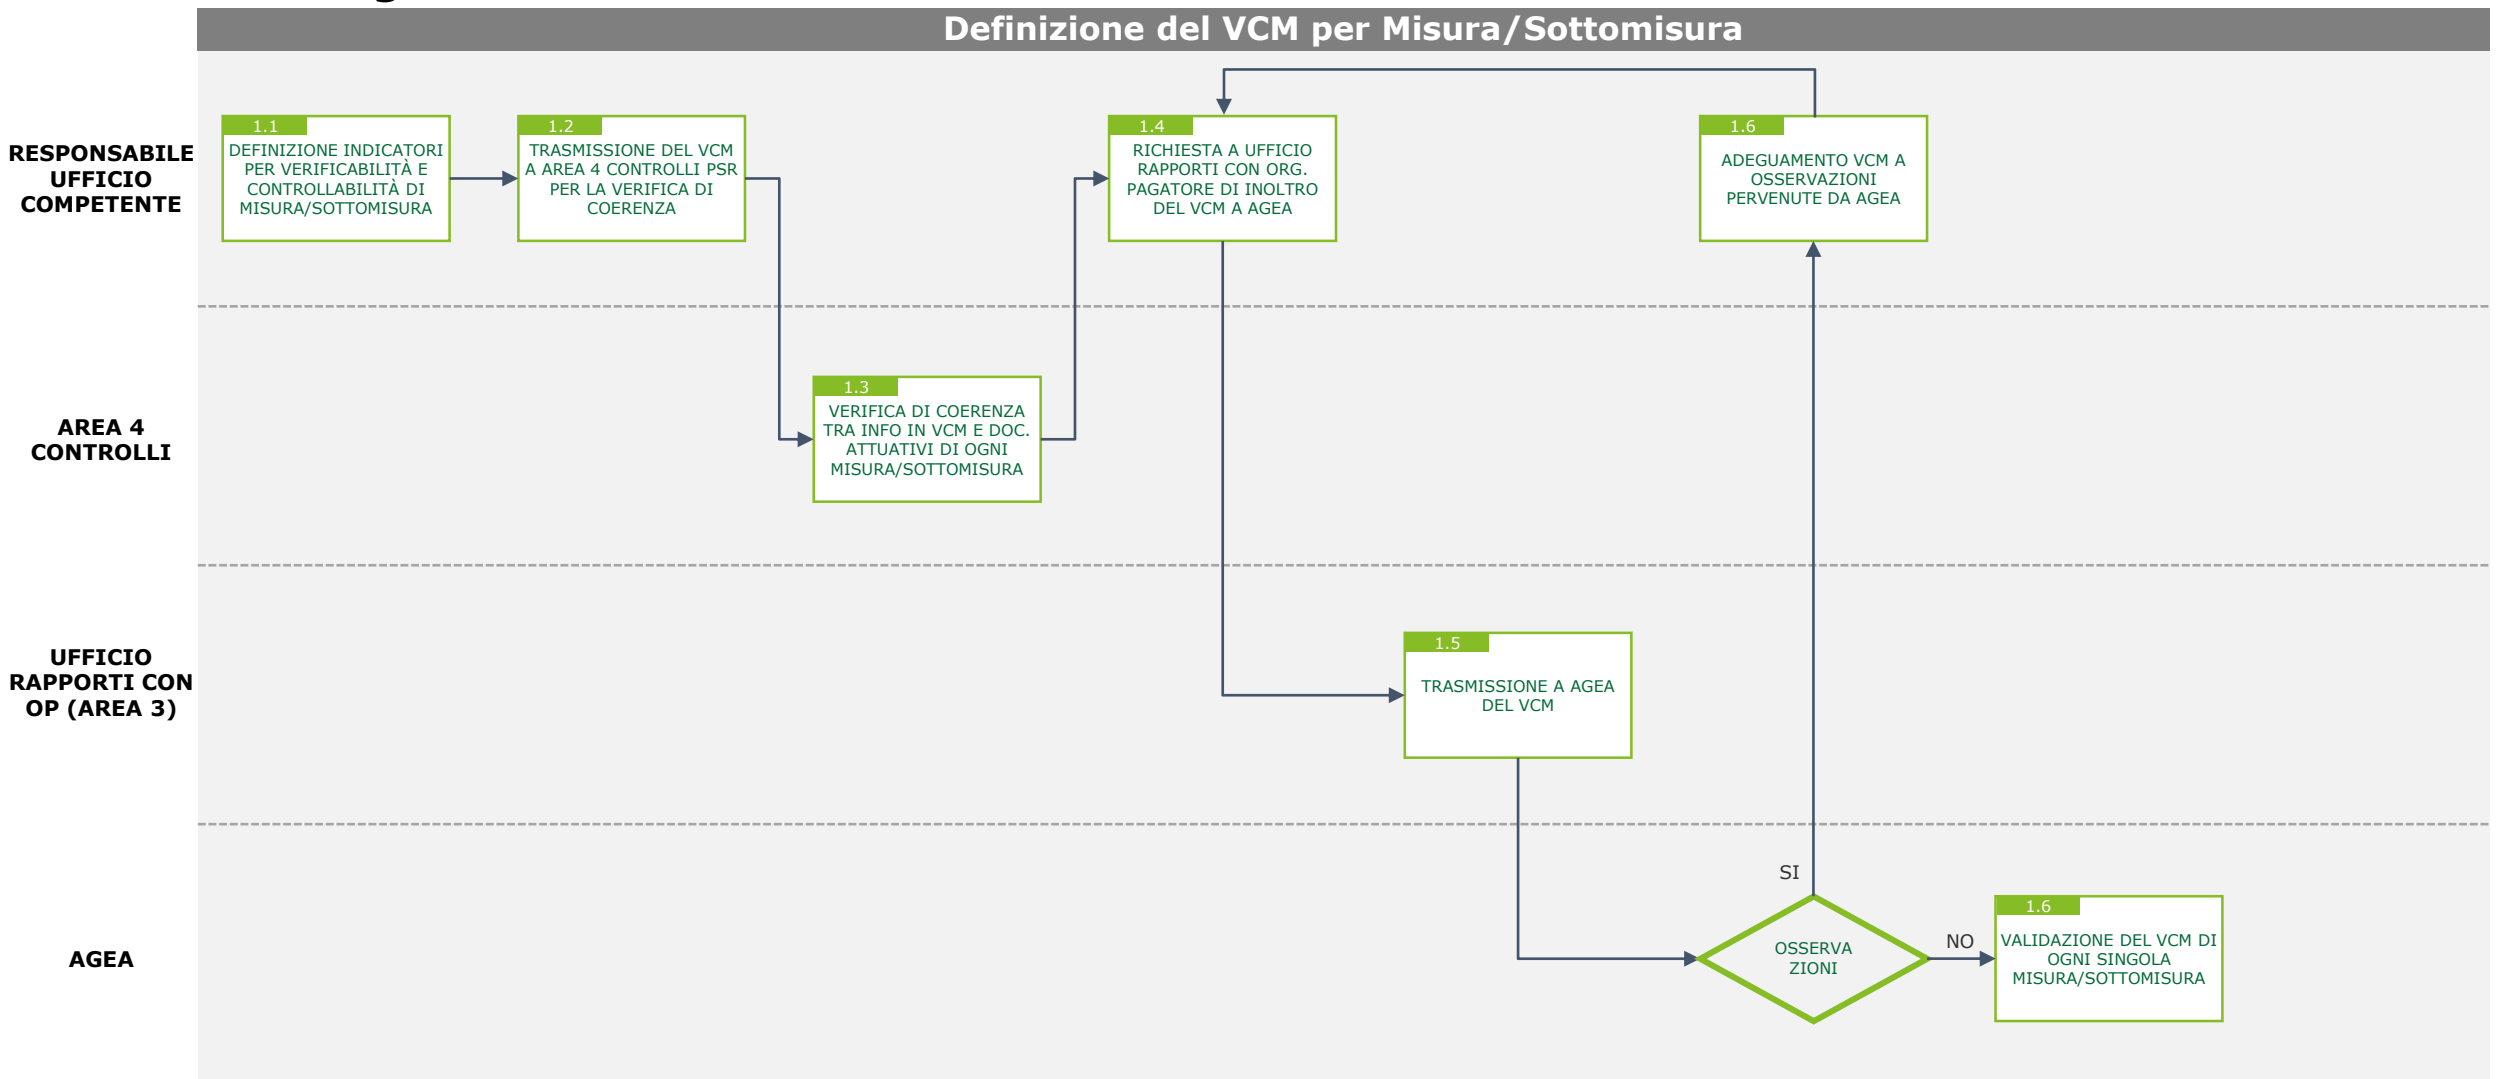 Definizione del VCM per Misura/Sottomisura
RESPONSABILE
UFFICIO
COMPETENTE
1.1
DEFINIZIONE INDICATORI
PER VERIFICABILITÀ E
CONTROLLABILITÀ DI
MISURA/SOTTOMISURA
1.2
TRASMISSIONE DEL VCM
A AREA 4 CONTROLLI PSR
PER LA VERIFICA DI
COERENZA
1.4
RICHIESTA A UFFICIO
RAPPORTI CON ORG.
PAGATORE DI INOLTRO
DEL VCM A AGEA
1.6
ADEGUAMENTO VCM A
OSSERVAZIONI
PERVENUTE DA AGEA
AREA 4
CONTROLLI
1.3
VERIFICA DI COERENZA
TRA INFO IN VCM E DOC.
ATTUATIVI DI OGNI
MISURA/SOTTOMISURA
UFFICIO
RAPPORTI CON
OP (AREA 3)
1.5
TRASMISSIONE A AGEA
DEL VCM
AGEA
SI
OSSERVA
ZIONI
NO
1.6
VALIDAZIONE DEL VCM DI
OGNI SINGOLA
MISURA/SOTTOMISURA